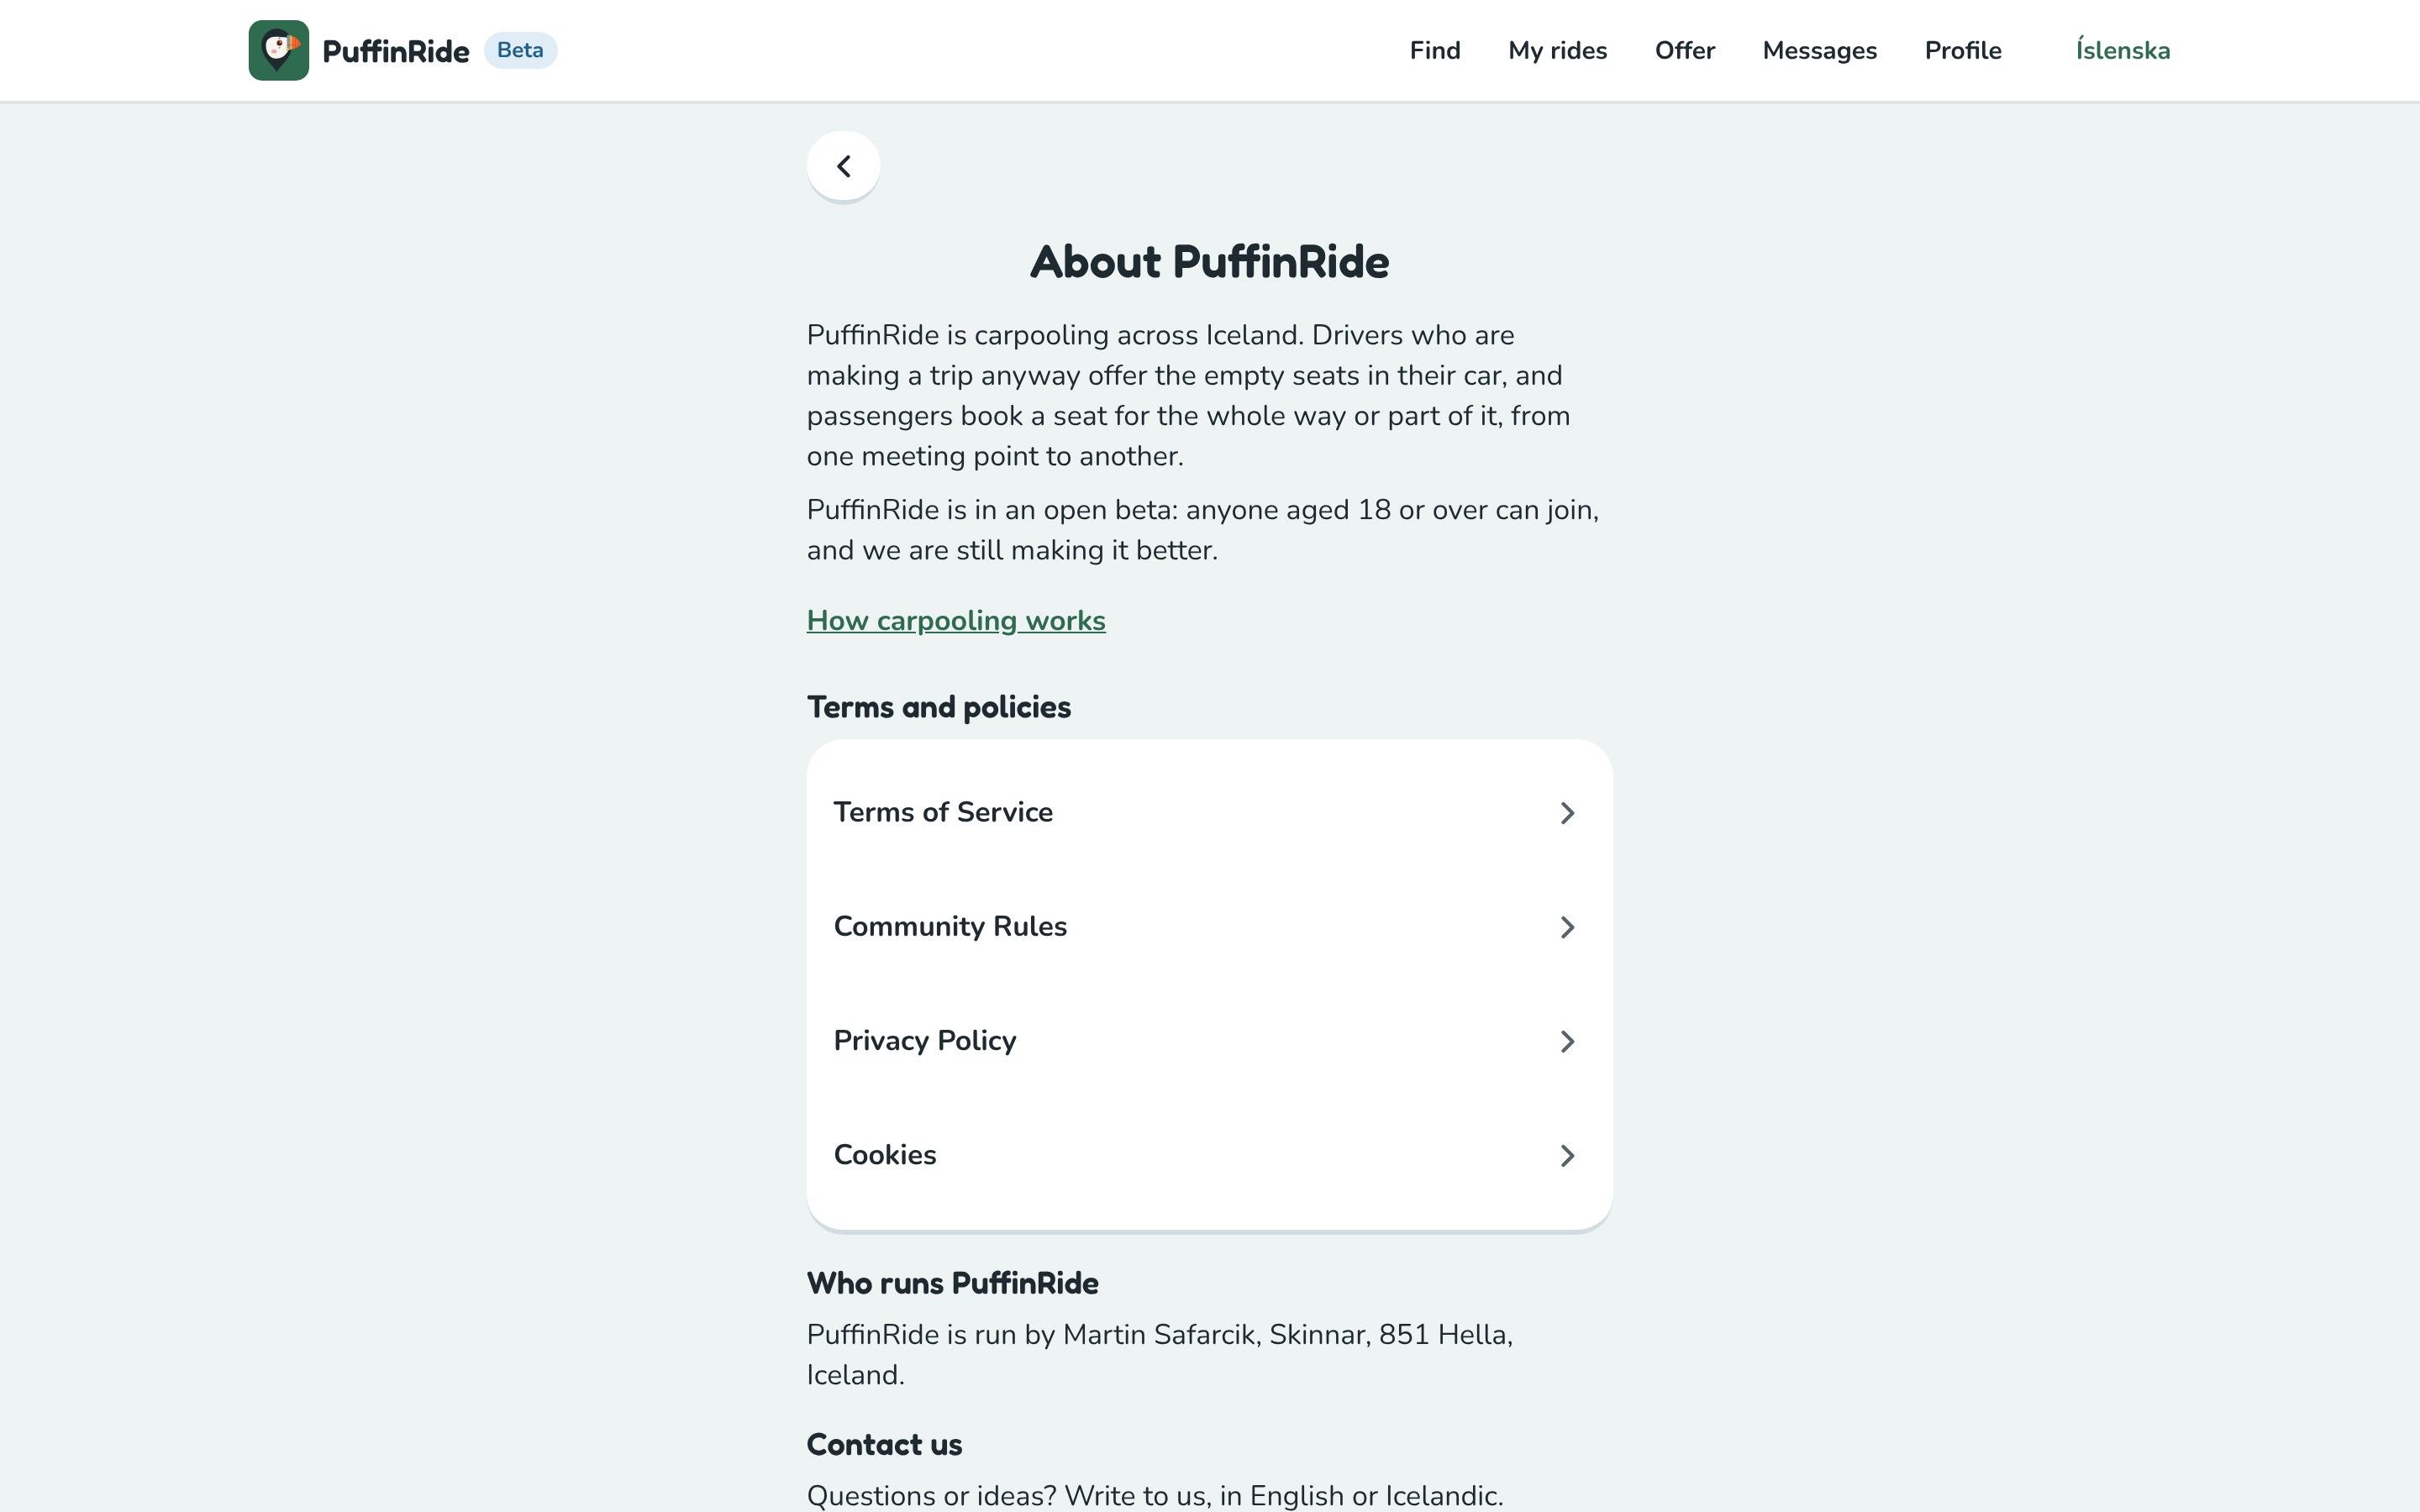 PuffinRide Beta Find My rides Offer Messages Profile Íslenska
About PuffinRide
PuffinRide is carpooling across Iceland. Drivers who are
making a trip anyway offer the empty seats in their car, and
passengers book a seat for the whole way or part of it, from
one meeting point to another.
PuffinRide is in an open beta: anyone aged 18 or over can join,
and we are still making it better.
How carpooling works
Terms and policies
Terms of Service
Community Rules
Privacy Policy
Cookies
Who runs PuffinRide
PuffinRide is run by Martin Safarcik, Skinnar, 851 Hella,
Iceland.
Contact us
Questions or ideas? Write to us, in English or Icelandic.